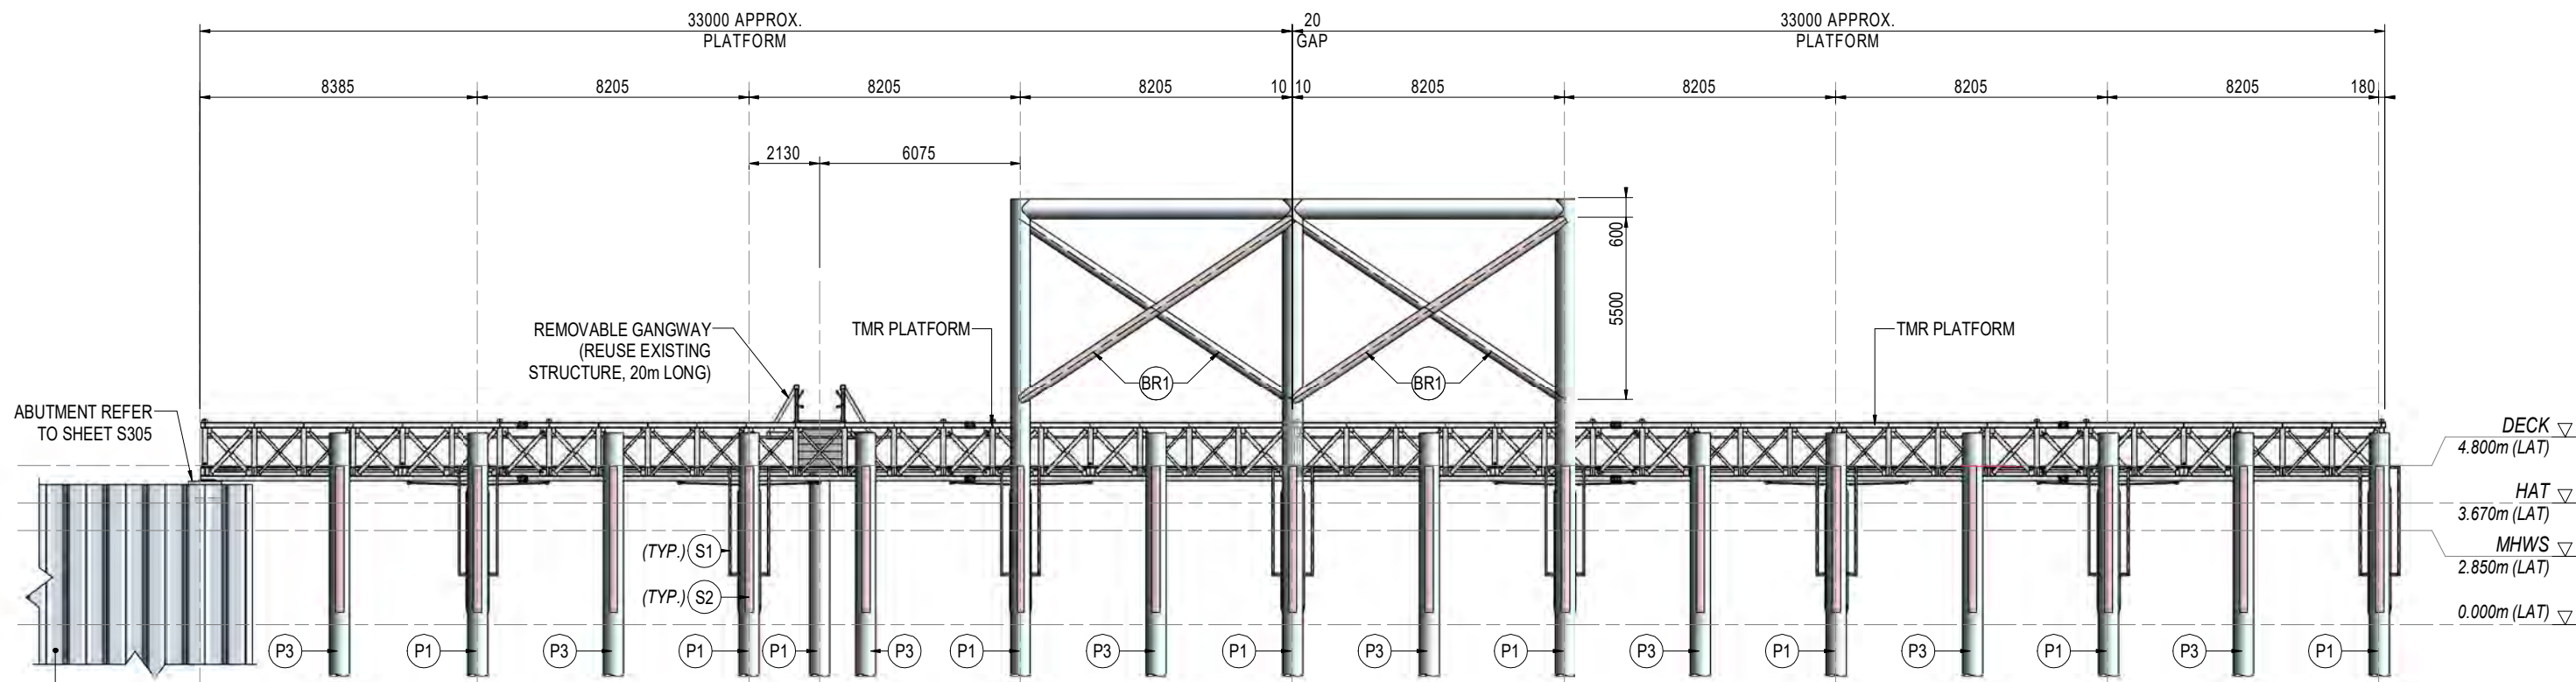 33000 APPROX.
PLATFORM
20
GAP
33000 APPROX.
PLATFORM
8385
8205
8205
8205
10
10
8205
8205
8205
8205
180
2130
6075
600
5500
REMOVABLE GANGWAY
(REUSE EXISTING
STRUCTURE, 20m LONG)
TMR PLATFORM
TMR PLATFORM
BR1
BR1
ABUTMENT REFER
TO SHEET S305
DECK
4.800m (LAT)
HAT
3.670m (LAT)
MHWS
2.850m (LAT)
0.000m (LAT)
(TYP.) S1
(TYP.) S2
P3
P1
P3
P1
P1
P3
P1
P3
P1
P3
P1
P3
P1
P3
P1
P3
P1